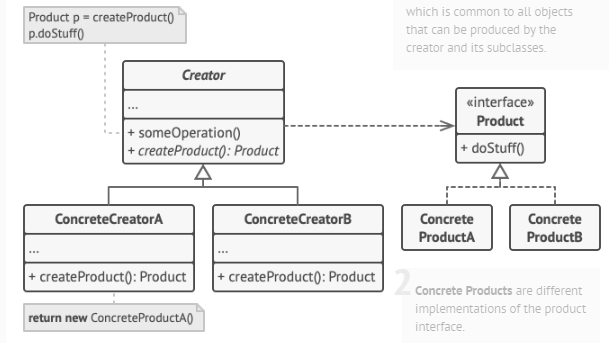 Product p = createProduct()
p.doStuff()
which is common to all objects
that can be produced by the
creator and its subclasses.
Creator
...
+ someOperation()
+ createProduct(): Product
«interface»
Product
+ doStuff()
ConcreteCreatorA
...
+ createProduct(): Product
ConcreteCreatorB
...
+ createProduct(): Product
Concrete
ProductA
Concrete
ProductB
return new ConcreteProductA()
2
Concrete Products are different
implementations of the product
interface.